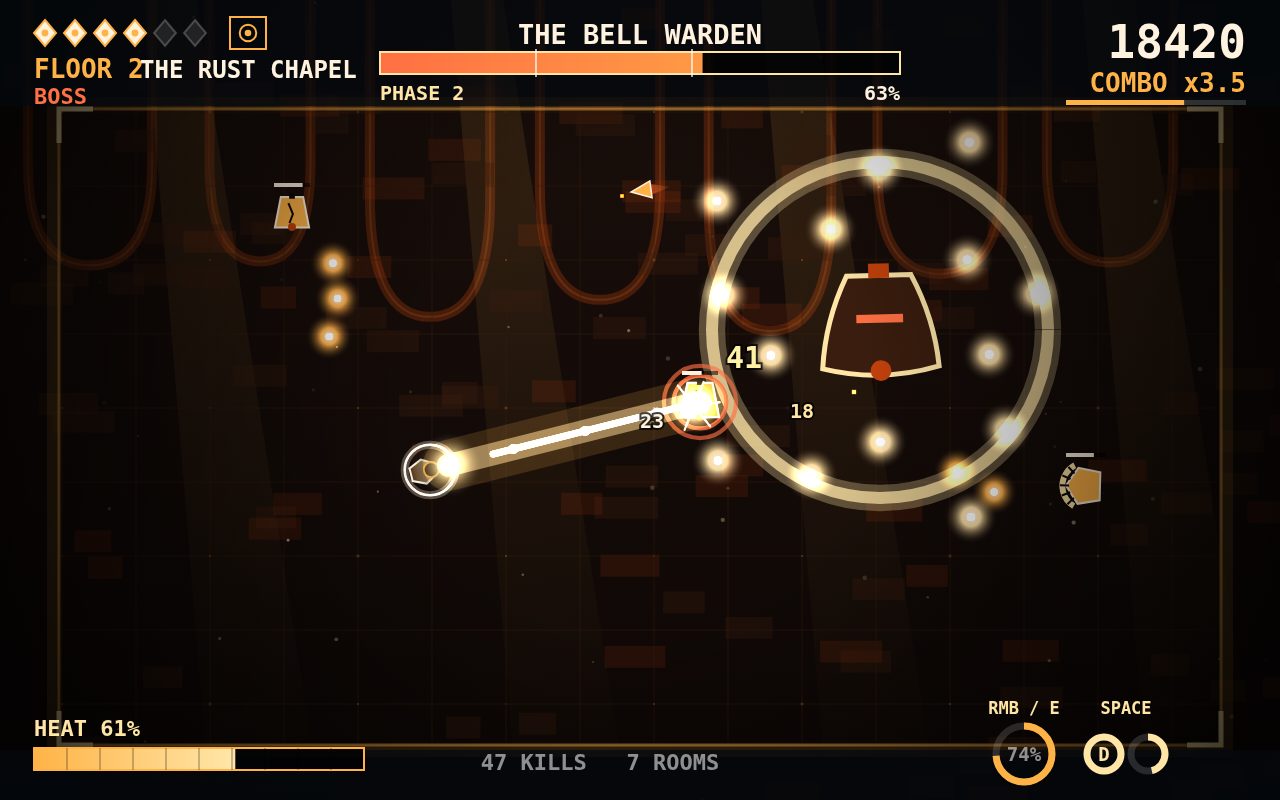 THE BELL WARDEN
18420
FLOOR 2 THE RUST CHAPEL
COMBO x3.5
BOSS
PHASE 2
63%
41
18
23
RMB / E
SPACE
HEAT 61%
74%
D
47 KILLS 7 ROOMS